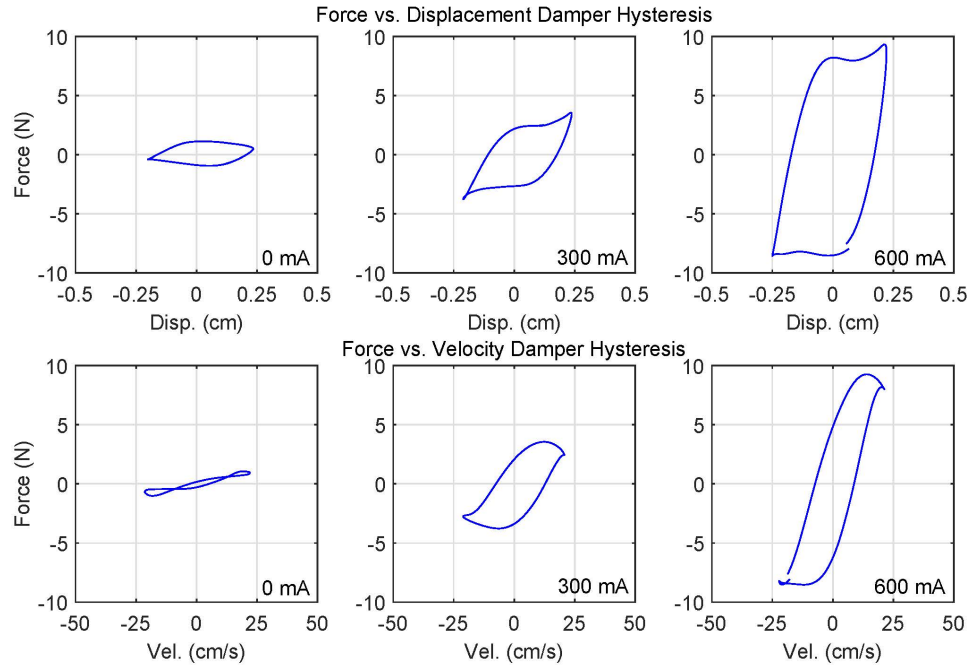 Force vs. Displacement Damper Hysteresis
10
5
0
-5
-10
Force (N)
0 mA
-0.5 -0.25 0 0.25 0.5
Disp. (cm)
10
5
0
-5
-10
300 mA
-0.5 -0.25 0 0.25 0.5
Disp. (cm)
10
5
0
-5
-10
600 mA
-0.5 -0.25 0 0.25 0.5
Disp. (cm)
Force vs. Velocity Damper Hysteresis
10
5
0
-5
-10
Force (N)
0 mA
-50 -25 0 25 50
Vel. (cm/s)
10
5
0
-5
-10
300 mA
-50 -25 0 25 50
Vel. (cm/s)
10
5
0
-5
-10
600 mA
-50 -25 0 25 50
Vel. (cm/s)